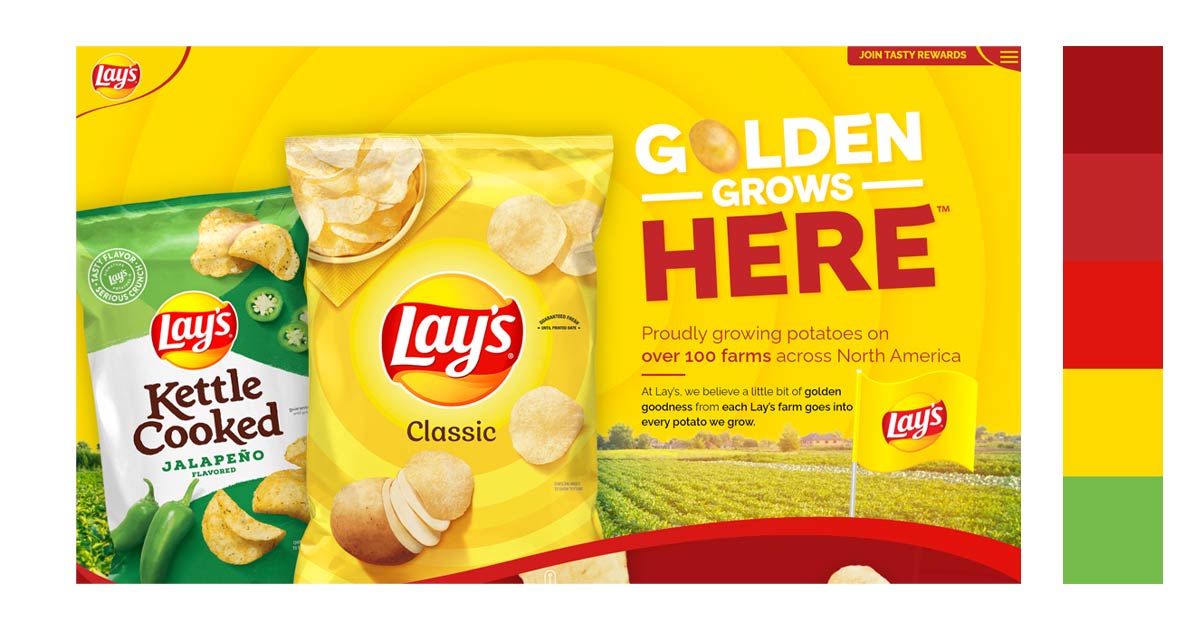 Lay's
JOIN TASTY REWARDS
GOLDEN
GROWS
HERE™
Proudly growing potatoes on
over 100 farms across North America
At Lay's, we believe a little bit of golden
goodness from each Lay's farm goes into
every potato we grow.
Lay's
TASTY FLAVOR
Lay's
SERIOUS CRUNCH
Lay's
Kettle
Cooked
JALAPEÑO
FLAVORED
Lay's®
GUARANTEED FRESH
UNTIL PRINTED DATE
Classic